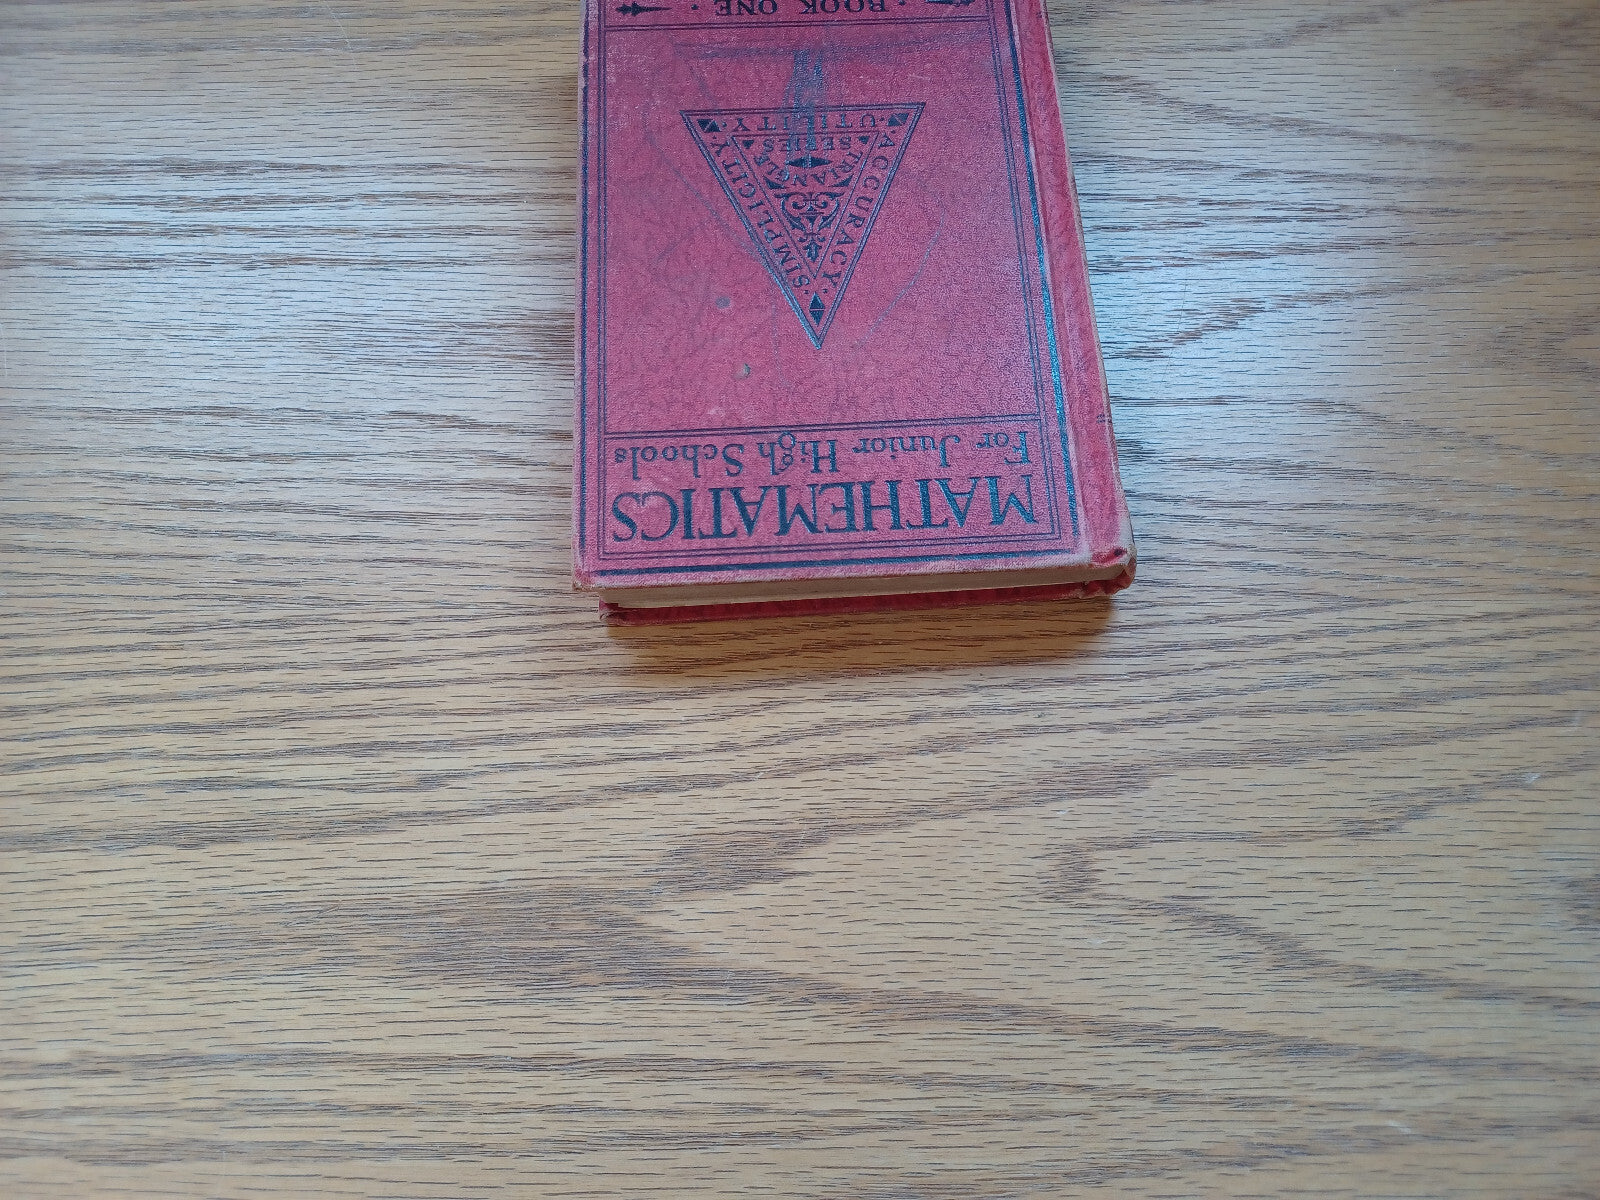 MATHEMATICS
For Junior High Schools
SIMPLICITY
ACCURACY
UTILITY
TRIANGLE
SERIES
· BOOK ONE ·